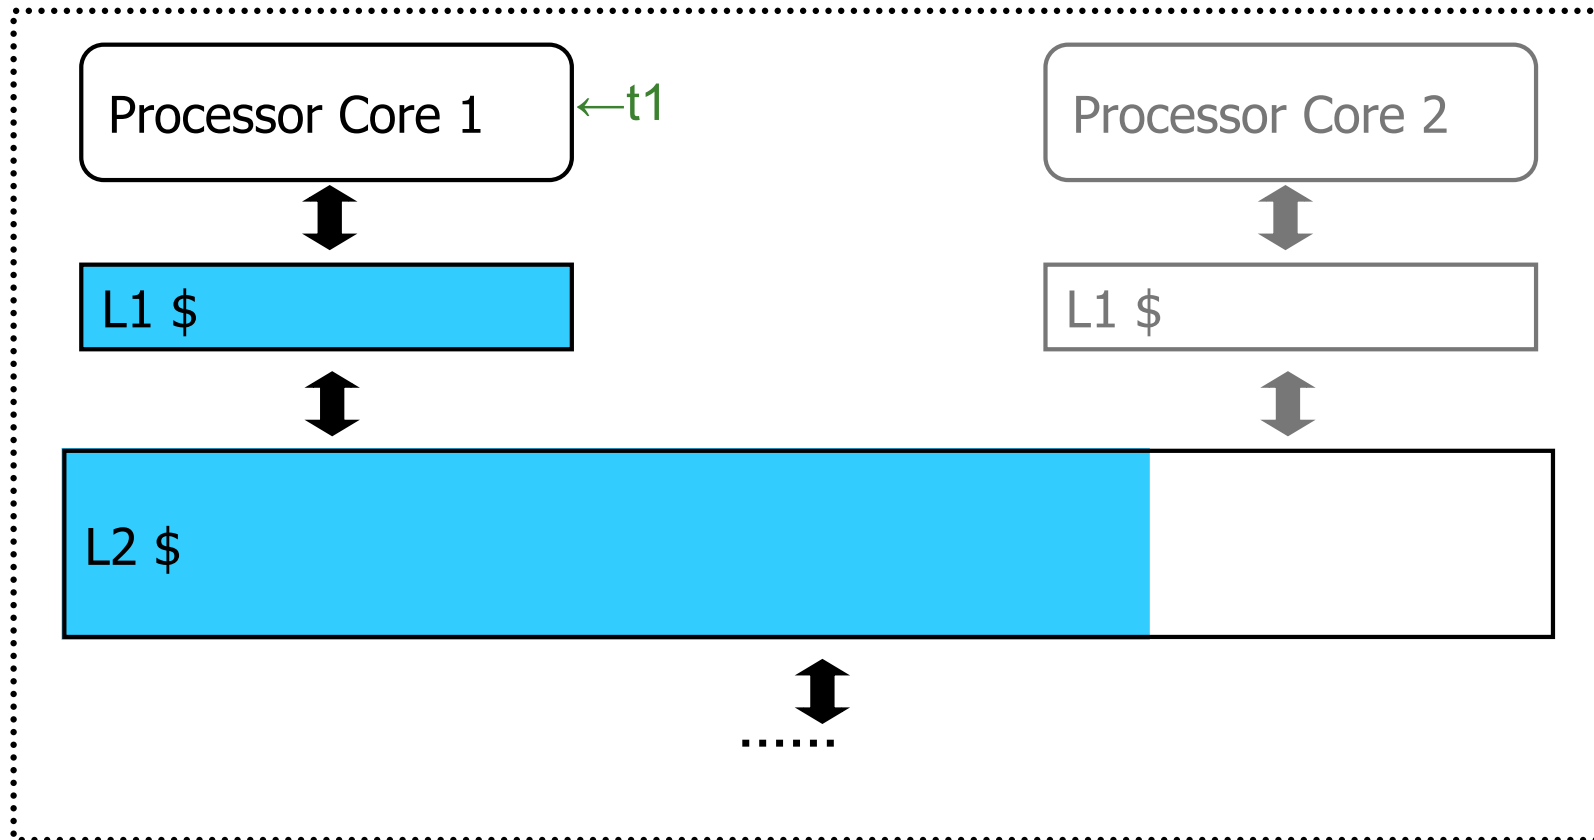 Processor Core 1
←t1
Processor Core 2
L1 $
L1 $
L2 $